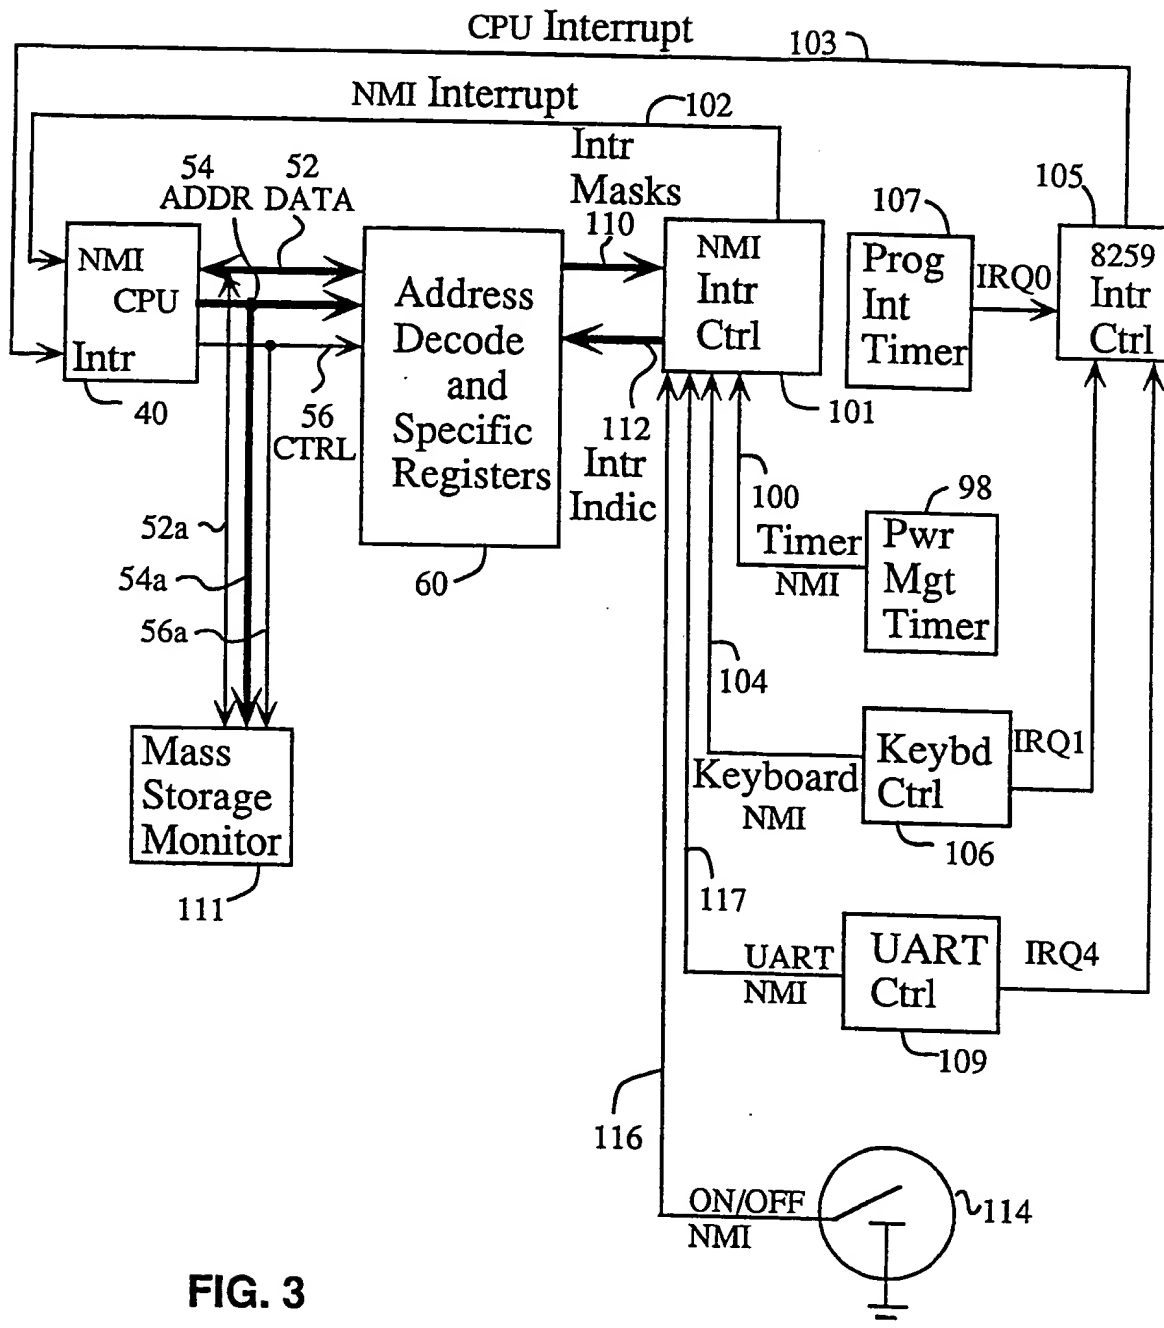 CPU Interrupt
103
NMI Interrupt
102
54
52
ADDR DATA
Intr
Masks
110
107
105
NMI
CPU
Intr
40
56
CTRL
Address
Decode
and
Specific
Registers
60
NMI
Intr
Ctrl
101
112
Intr
Indic
Prog
Int
Timer
IRQ0
8259
Intr
Ctrl
100
98
Timer
NMI
Pwr
Mgt
Timer
52a
54a
56a
104
Keyboard
NMI
Keybd
Ctrl
IRQ1
106
Mass
Storage
Monitor
111
117
UART
NMI
UART
Ctrl
IRQ4
109
116
ON/OFF
NMI
114
FIG. 3